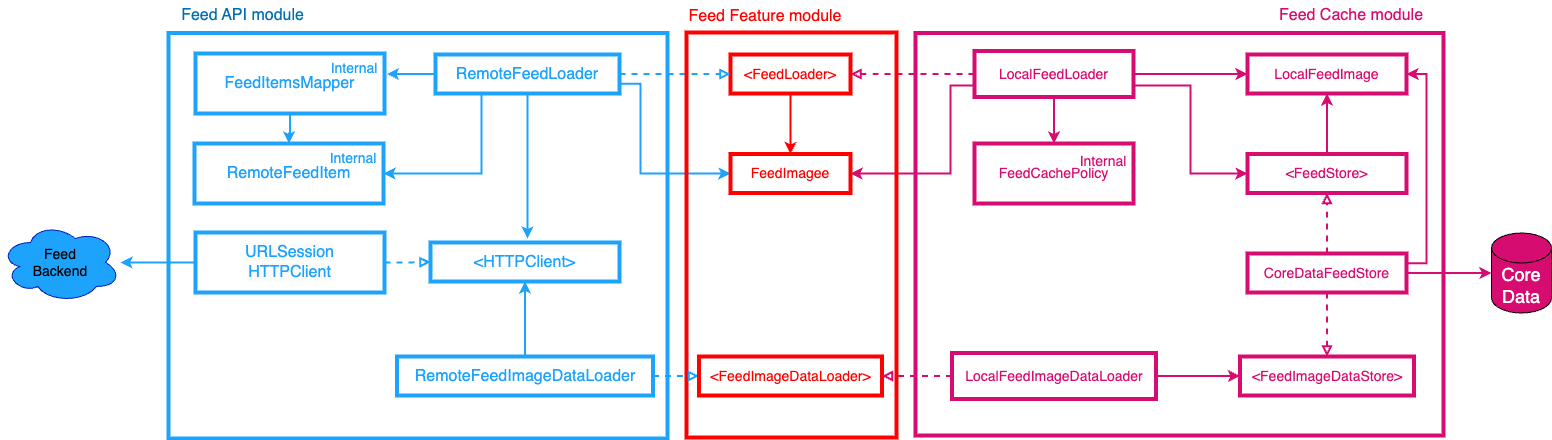 Feed API module
Feed Feature module
Feed Cache module
Internal
FeedItemsMapper
RemoteFeedLoader
<FeedLoader>
LocalFeedLoader
LocalFeedImage
Internal
RemoteFeedItem
FeedImagee
Internal
FeedCachePolicy
<FeedStore>
Feed
Backend
URLSession
HTTPClient
<HTTPClient>
CoreDataFeedStore
Core
Data
RemoteFeedImageDataLoader
<FeedImageDataLoader>
LocalFeedImageDataLoader
<FeedImageDataStore>